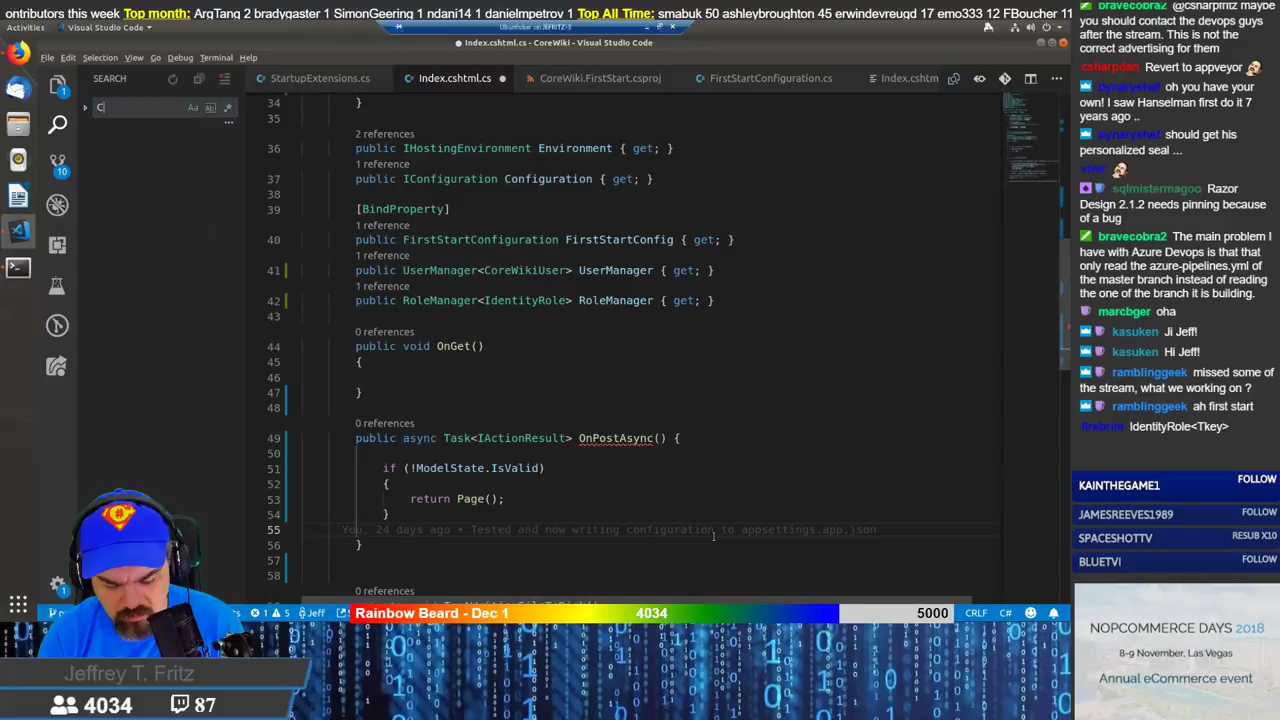 ontributors this week Top month: ArqTang 2 bradygaster 1 SimonGeering 1 ndani14 1 danielmpetrov 1 Top All Time: smabuk 50 ashleyroughton 45 erwindevreugd 17 emo333 12 FBoucher 11
Activities
Visual Studio Code
Ubuntober on JEFFRITZ-3
Index.cshtml.cs - CoreWiki - Visual Studio Code
File Edit Selection View Go Debug Terminal Help
SEARCH
StartupExtensions.cs
Index.cshtml.cs
CoreWiki.FirstStart.csproj
FirstStartConfiguration.cs
Index.cshtm
C
34 }
35
2 references
36 public IHostingEnvironment Environment { get; }
1 reference
37 public IConfiguration Configuration { get; }
38
39 [BindProperty]
1 reference
40 public FirstStartConfiguration FirstStartConfig { get; }
1 reference
41 public UserManager<CoreWikiUser> UserManager { get; }
1 reference
42 public RoleManager<IdentityRole> RoleManager { get; }
43
0 references
44 public void OnGet()
45 {
46
47 }
48
0 references
49 public async Task<IActionResult> OnPostAsync() {
50
51 if (!ModelState.IsValid)
52 {
53 return Page();
54 }
55 You, 24 days ago • Tested and now writing configuration to appsettings.app.json
56 }
57
58
0 references
1 5 Jeff
CRLF C#
Rainbow Beard - Dec 1 4034 5000
Jeffrey T. Fritz
4034 87
bravecobra2 @csharpfritz maybe
you should contact the devops guys
after the stream. This is not the
correct advertising for them
csharpdan Revert to appveyor
bynaryshef oh you have your
own! I saw Hanselman first do it 7
years ago ..
bynaryshef should get his
personalized seal ...
sqlmistermagoo Razor
Design 2.1.2 needs pinning because
of a bug
bravecobra2 The main problem I
have with Azure Devops is that that
only read the azure-pipelines.yml of
the master branch instead of reading
the one of the branch it is building.
marcbger oha
kasuken Ji Jeff!
kasuken Hi Jeff!
ramblinggeek missed some of
the stream, what we working on ?
ramblinggeek ah first start
firebrim IdentityRole<Tkey>
KAINTHEGAME1 FOLLOW
JAMESREEVES1989 FOLLOW
SPACESHOTTV RESUB X10
BLUETVI FOLLOW
NOPCOMMERCE DAYS 2018
8-9 November, Las Vegas
Annual eCommerce event